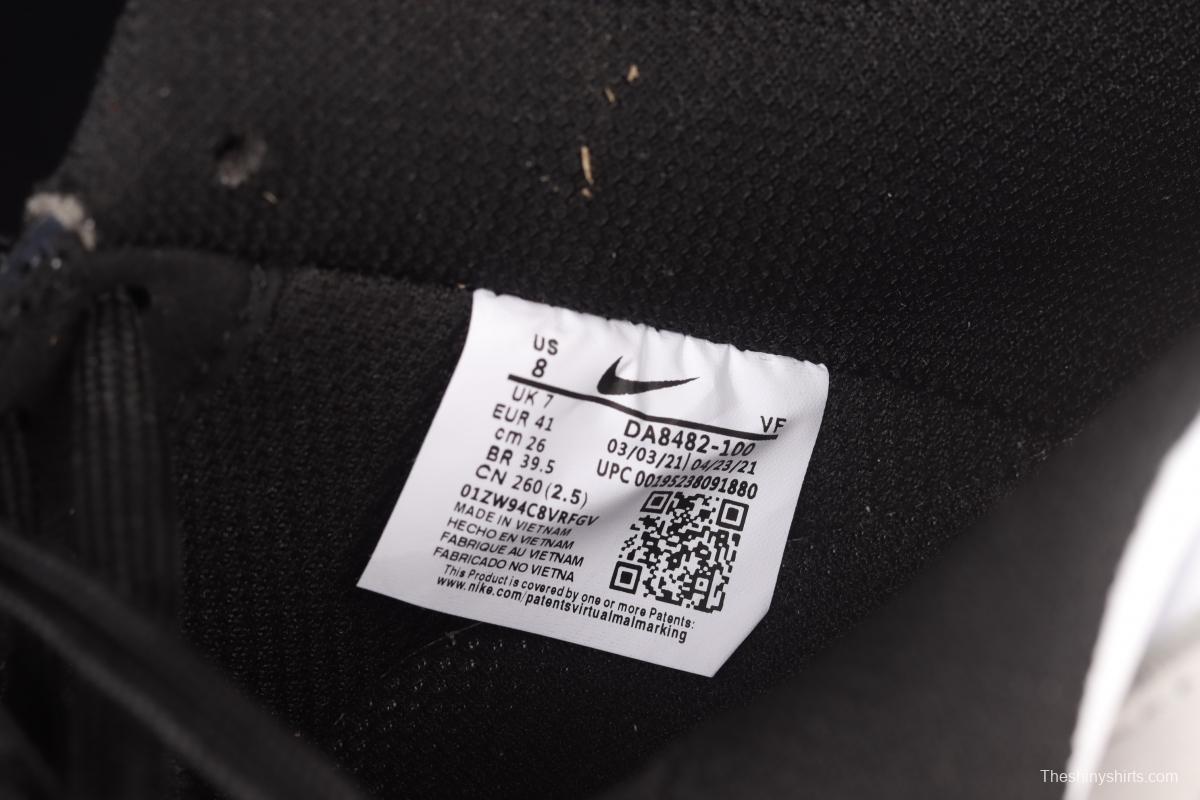 US
8
VF
UK 7
EUR 41
cm 26
BR 39.5
CN 260 (2.5)
DA8482-100
03/03/21| 04/23/21
UPC 00195238091880
01ZW94C8VRFGV
MADE IN VIETNAM
HECHO EN VIETNAM
FABRIQUE AU VIETNAM
FABRICADO NO VIETNA
This Product is covered by one or more Patents:
www.nike.com/patentsvirtualmalmarking
Theshinyshirts.com